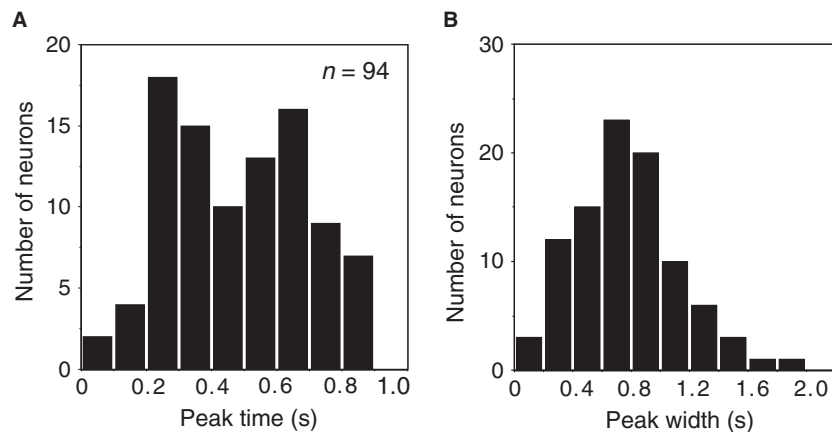 A
20
15
10
5
0
Number of neurons
n = 94
0 0.2 0.4 0.6 0.8 1.0
Peak time (s)
B
30
20
10
0
Number of neurons
0 0.4 0.8 1.2 1.6 2.0
Peak width (s)